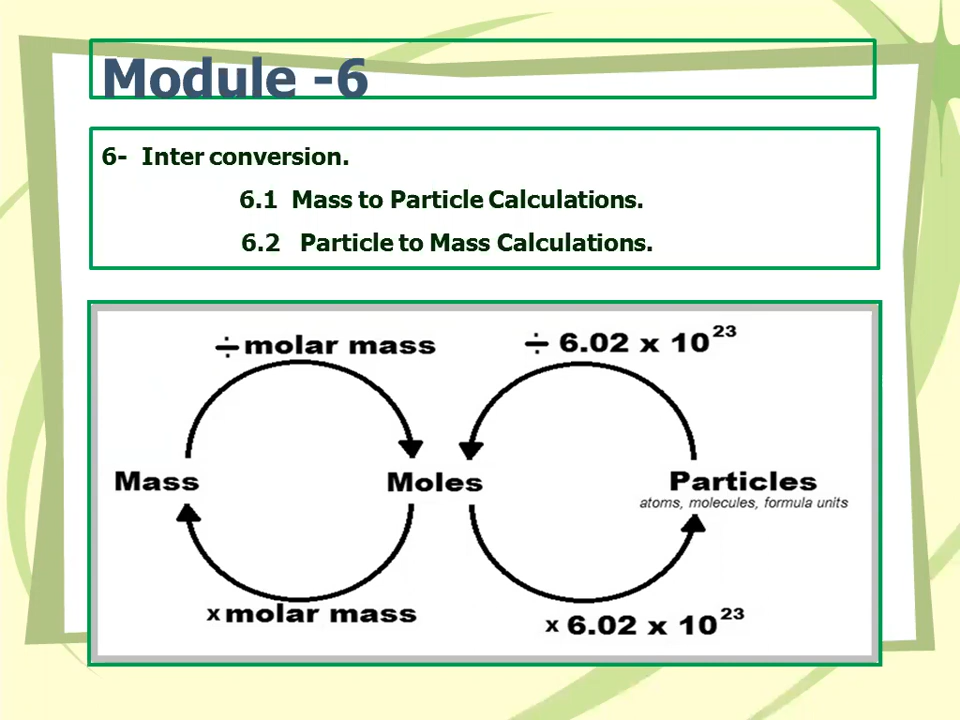 Module -6
6- Inter conversion.
6.1 Mass to Particle Calculations.
6.2 Particle to Mass Calculations.
÷ molar mass
÷ 6.02 x 10²³
Mass
Moles
Particles
atoms, molecules, formula units
x molar mass
x 6.02 x 10²³